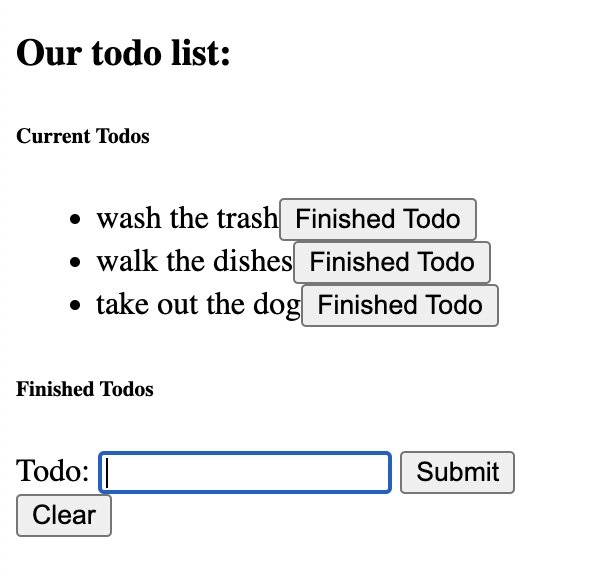 Our todo list:
Current Todos
wash the trash Finished Todo
walk the dishes Finished Todo
take out the dog Finished Todo
Finished Todos
Todo: Submit
Clear